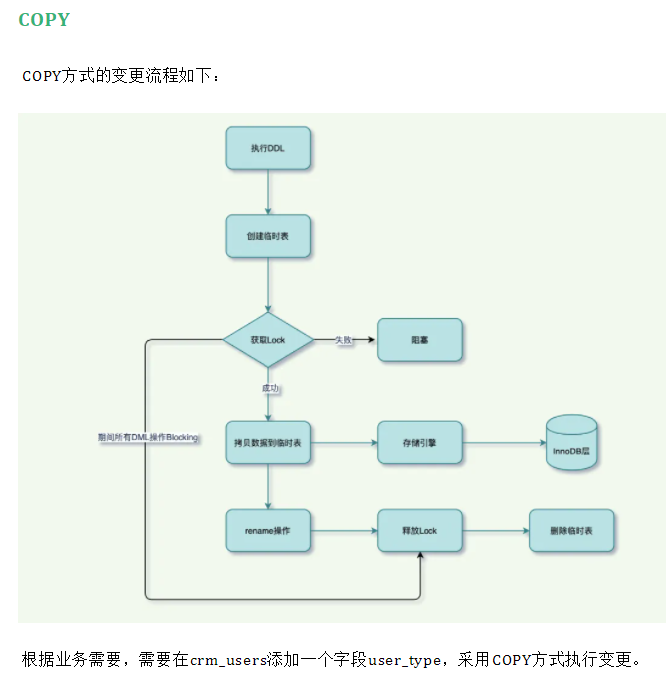 COPY
COPY方式的变更流程如下：
执行DDL
创建临时表
获取Lock
失败
阻塞
成功
期间所有DML操作Blocking
拷贝数据到临时表
存储引擎
InnoDB层
rename操作
释放Lock
删除临时表
根据业务需要，需要在crm_users添加一个字段user_type，采用COPY方式执行变更。